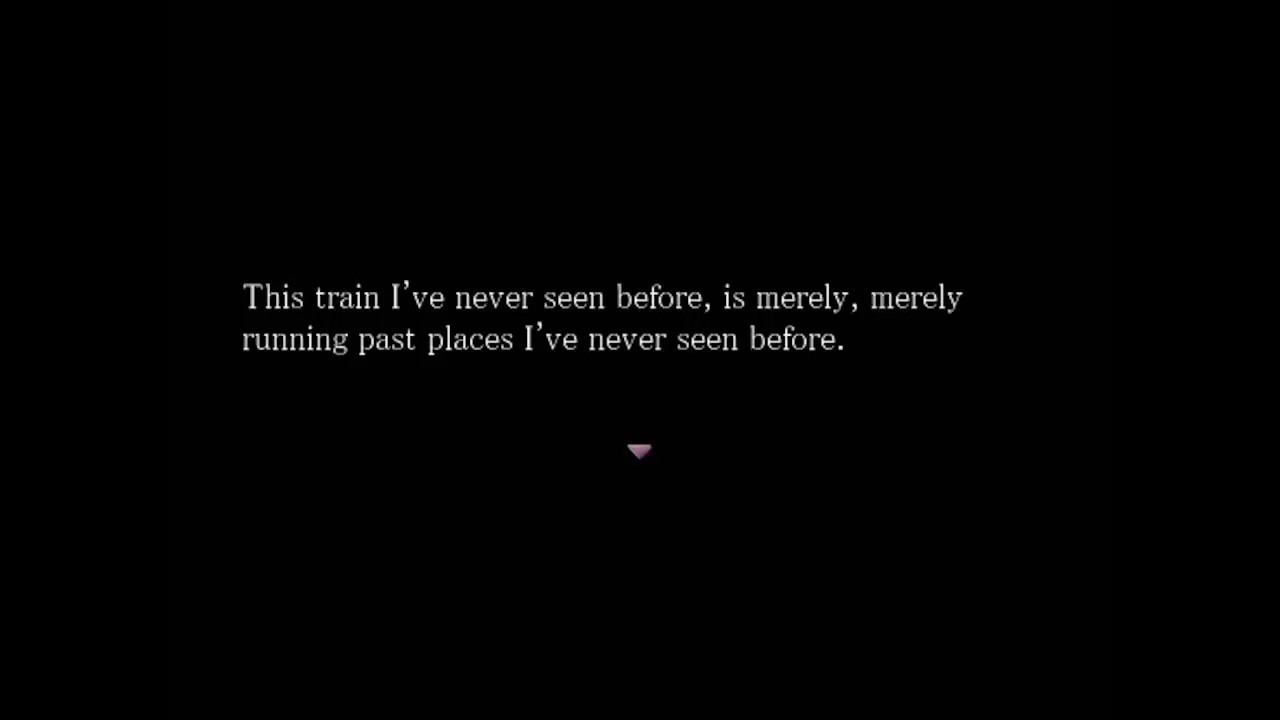 This train I've never seen before, is merely, merely
running past places I've never seen before.